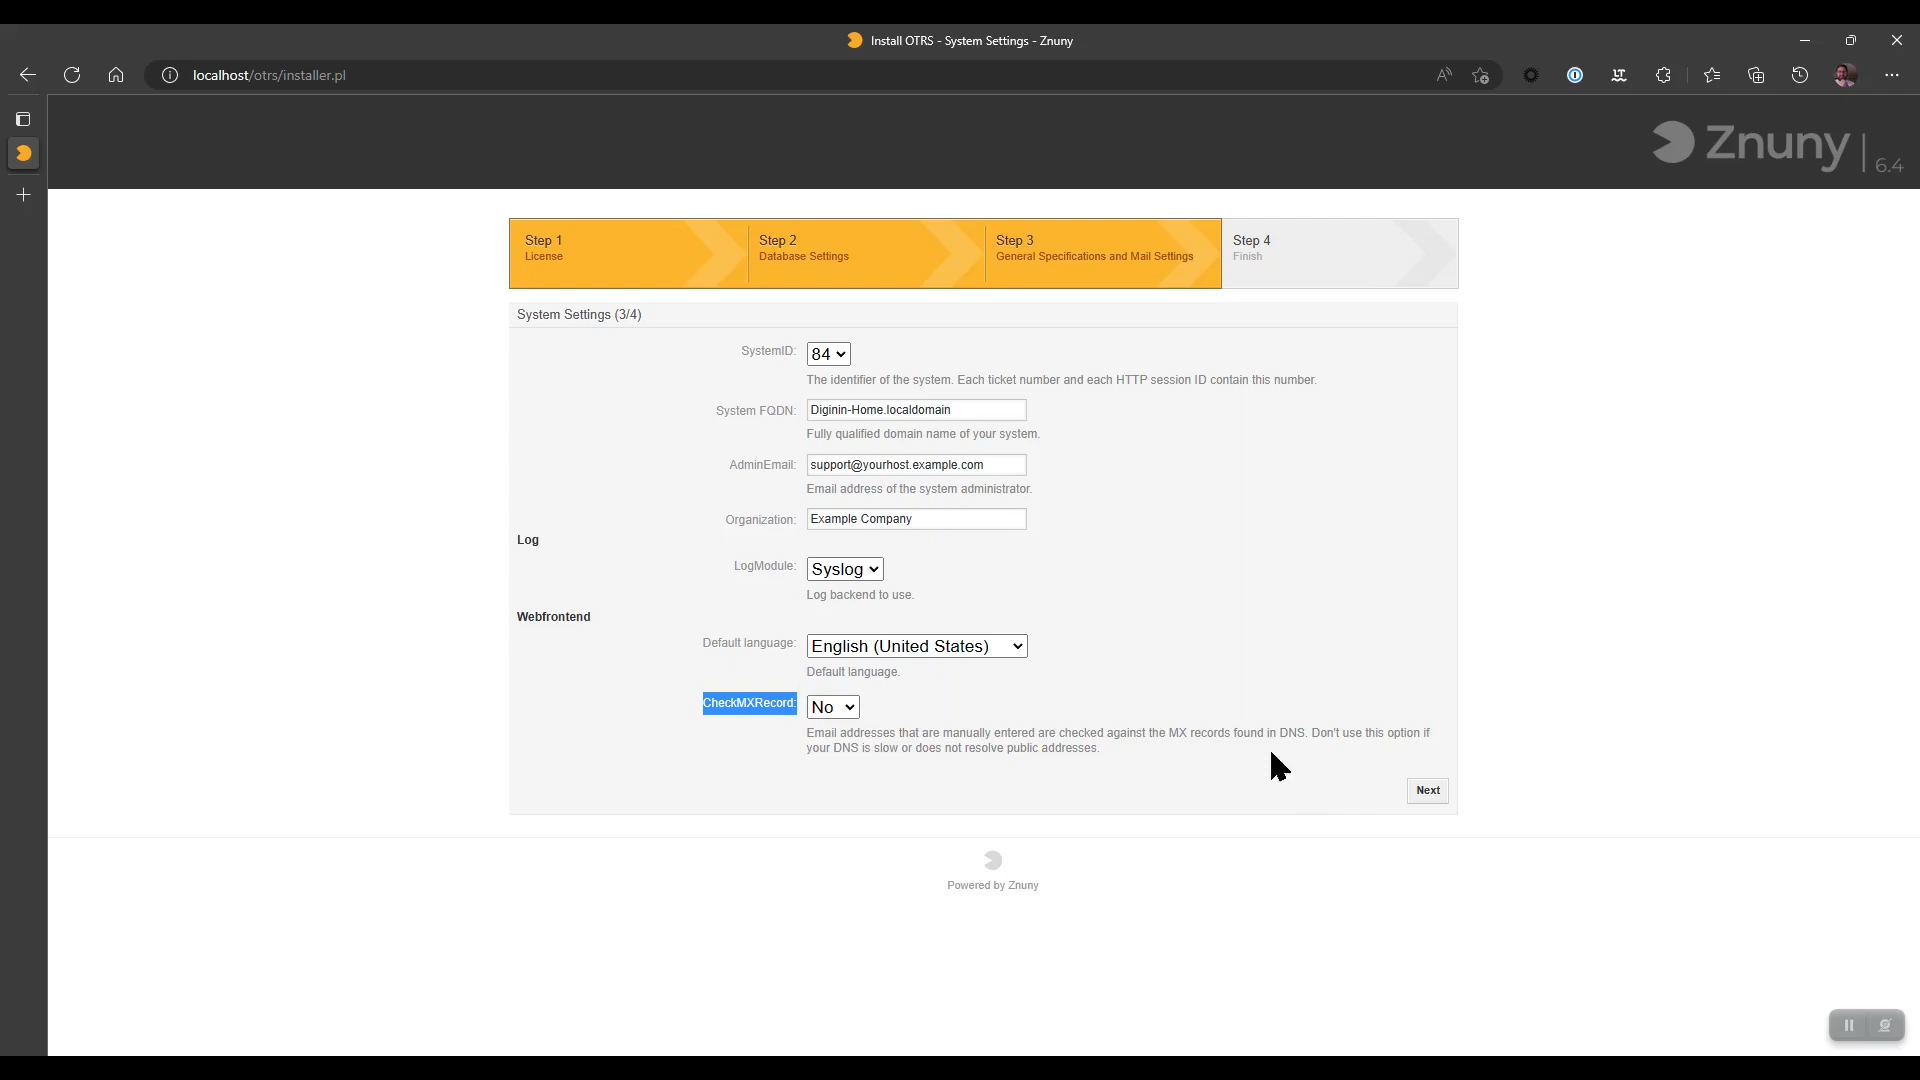 Install OTRS - System Settings - Znuny
localhost/otrs/installer.pl
Znuny | 6.4
Step 1
License
Step 2
Database Settings
Step 3
General Specifications and Mail Settings
Step 4
Finish
System Settings (3/4)
SystemID: 84
The identifier of the system. Each ticket number and each HTTP session ID contain this number.
System FQDN: Diginin-Home.localdomain
Fully qualified domain name of your system.
AdminEmail: support@yourhost.example.com
Email address of the system administrator.
Organization: Example Company
Log
LogModule: Syslog
Log backend to use.
Webfrontend
Default language: English (United States)
Default language.
CheckMXRecord: No
Email addresses that are manually entered are checked against the MX records found in DNS. Don't use this option if
your DNS is slow or does not resolve public addresses.
Next
Powered by Znuny